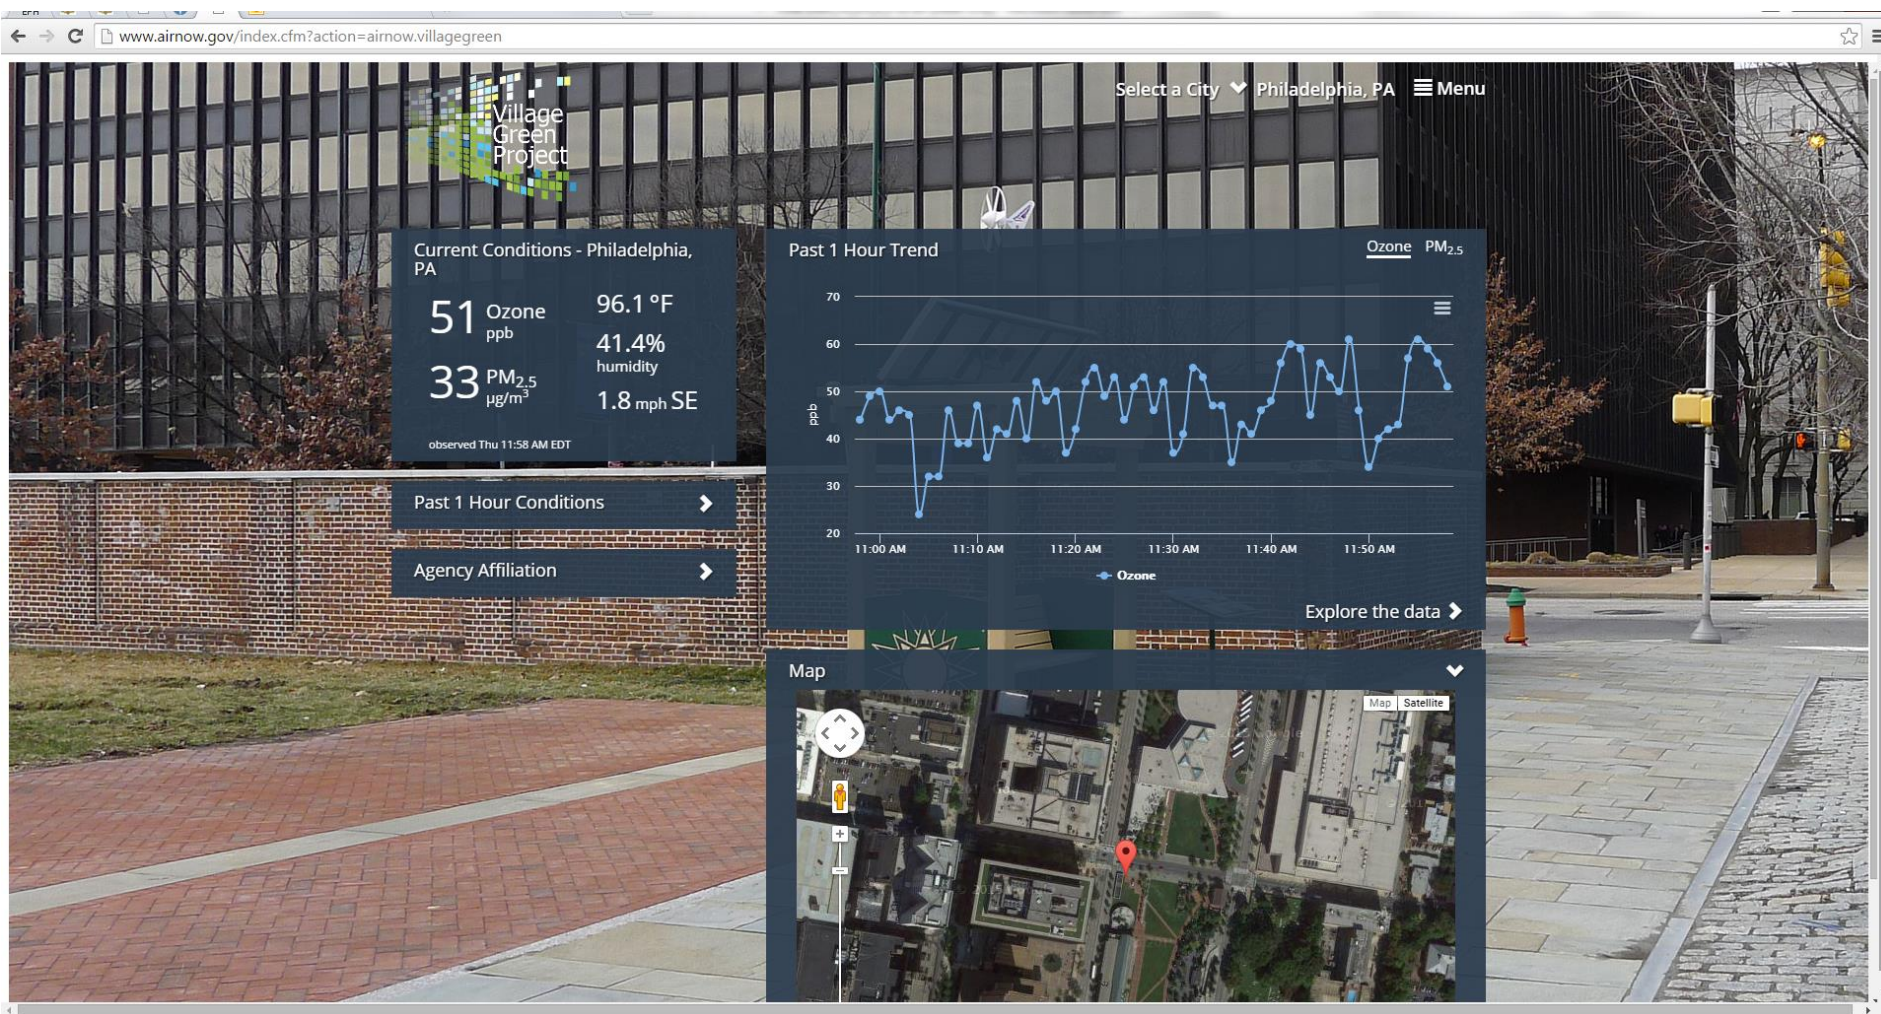 EPA
www.airnow.gov/index.cfm?action=airnow.villagegreen
Village
Green
Project
Select a City Philadelphia, PA Menu
Current Conditions - Philadelphia,
PA
51 Ozone
ppb
96.1 °F
41.4%
humidity
33 PM2.5
µg/m³
1.8 mph SE
observed Thu 11:58 AM EDT
Past 1 Hour Conditions
Agency Affiliation
Past 1 Hour Trend
Ozone PM2.5
70
60
50
40
30
20
ppb
11:00 AM 11:10 AM 11:20 AM 11:30 AM 11:40 AM 11:50 AM
Ozone
Explore the data
Map
Map Satellite